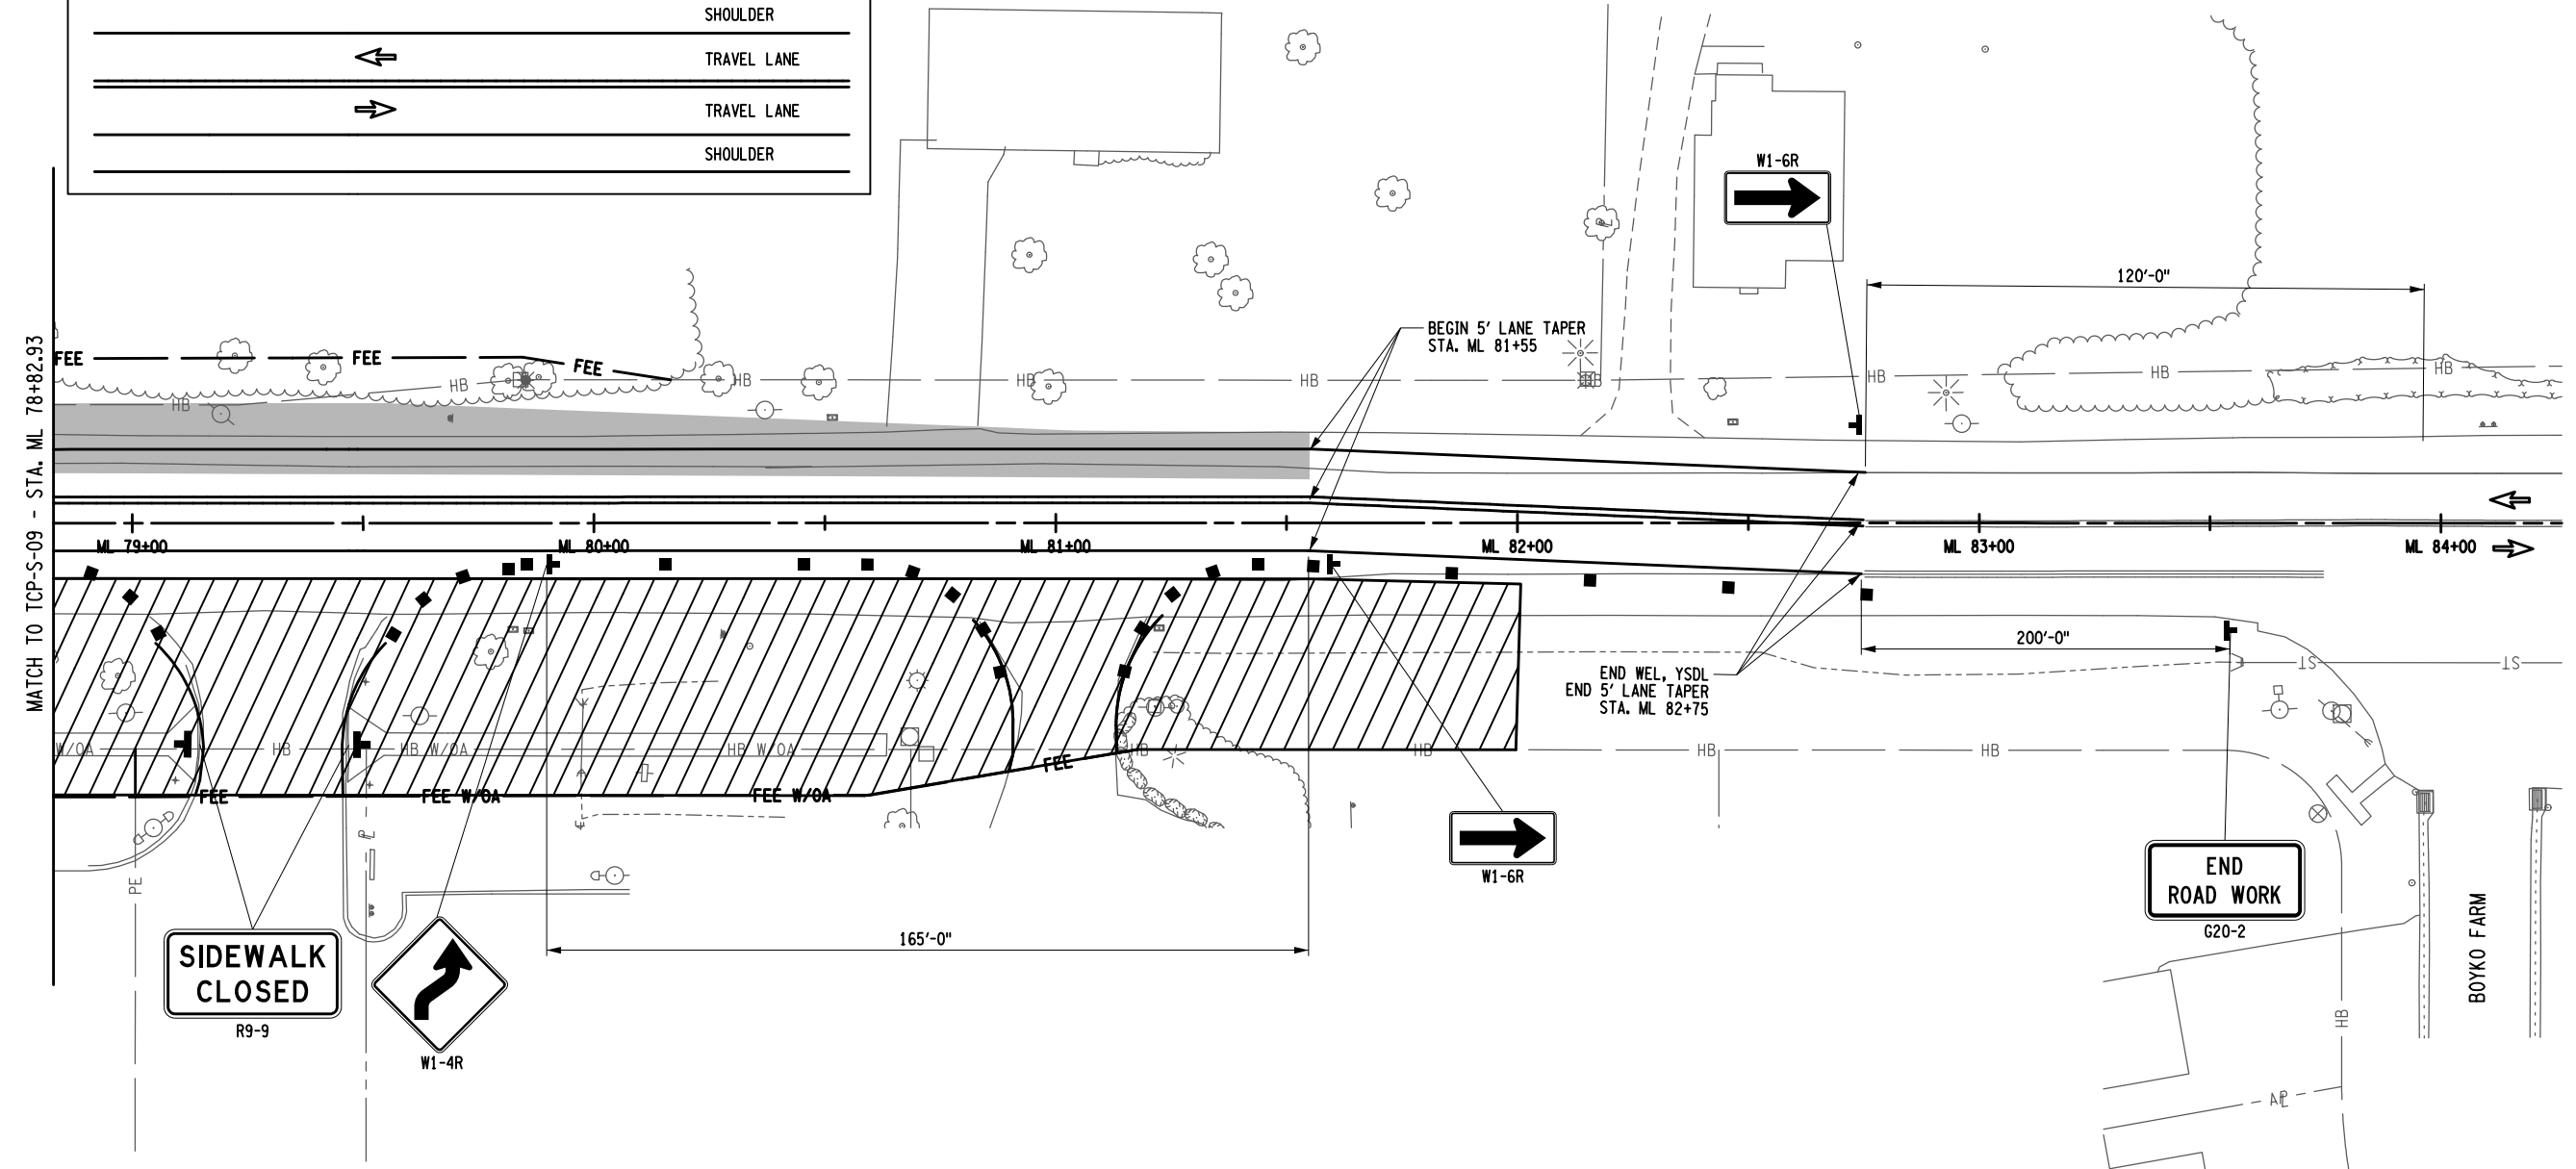 SHOULDER
TRAVEL LANE
TRAVEL LANE
SHOULDER
W1-6R
120'-0"
BEGIN 5' LANE TAPER
STA. ML 81+55
MATCH TO TCP-S-09 - STA. ML 78+82.93
FEE
FEE
FEE
HB
HB
HB
HB
HB
HB
HB
HB
HB
ML 79+00
ML 80+00
ML 81+00
ML 82+00
ML 83+00
ML 84+00
200'-0"
END WEL, YSDL
END 5' LANE TAPER
STA. ML 82+75
ST
ST
W/OA
HB
HB W/OA
HB W/OA
HB
HB
HB
HB
FEE
FEE
FEE W/OA
FEE W/OA
PL
PE
W1-6R
END
ROAD WORK
G20-2
165'-0"
SIDEWALK
CLOSED
R9-9
W1-4R
BOYKO FARM
HB